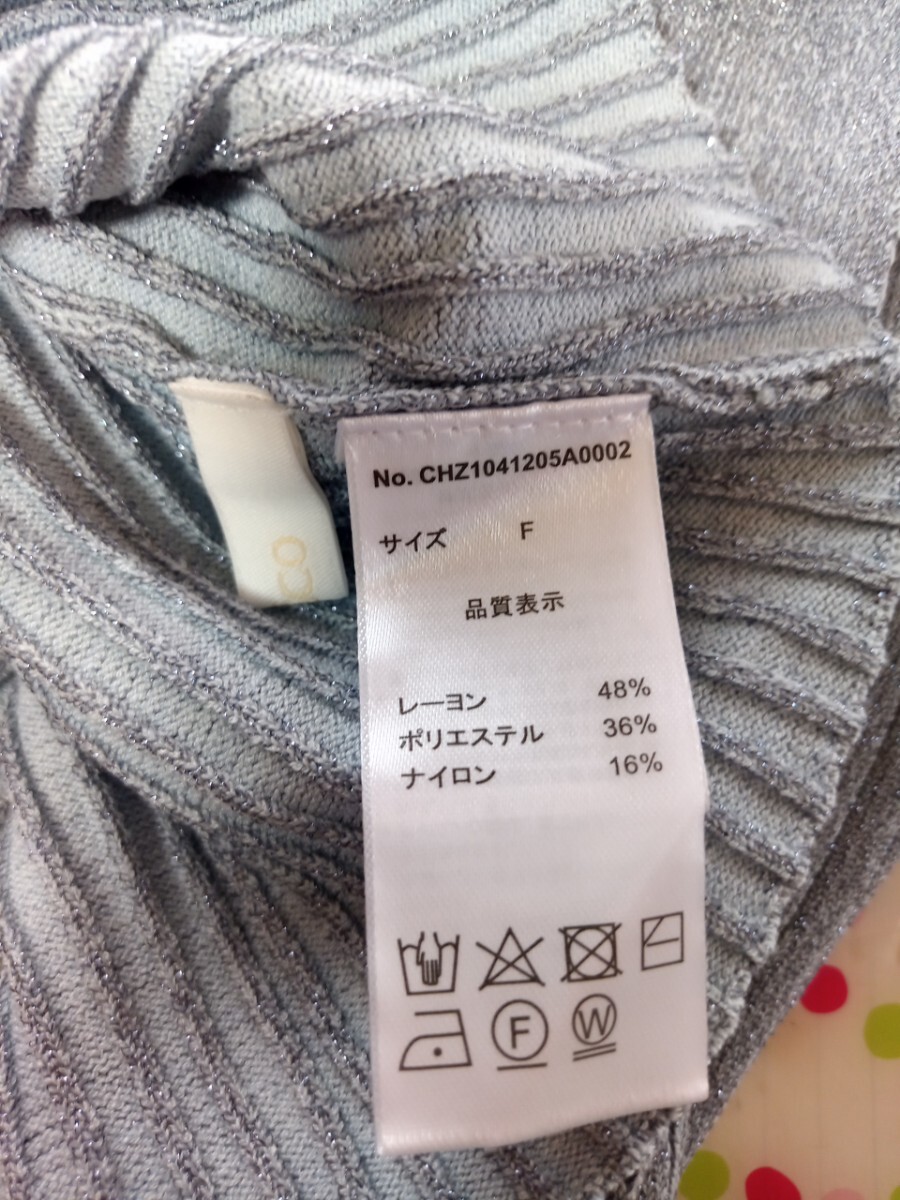 No. CHZ1041205A0002
サイズ F
品質表示
レーヨン 48%
ポリエステル 36%
ナイロン 16%
F W